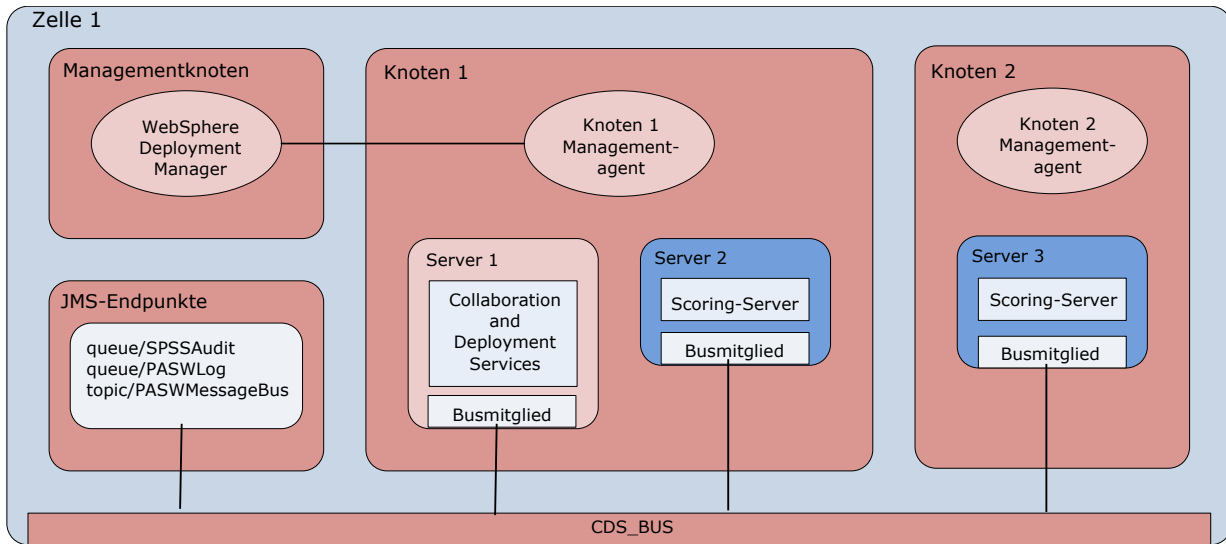 Zelle 1
Managementknoten
WebSphere
Deployment
Manager
Knoten 1
Knoten 1
Management-
agent
Knoten 2
Knoten 2
Management-
agent
JMS-Endpunkte
queue/SPSSAudit
queue/PASWLog
topic/PASWMessageBus
Server 1
Collaboration
and
Deployment
Services
Busmitglied
Server 2
Scoring-Server
Busmitglied
Server 3
Scoring-Server
Busmitglied
CDS_BUS